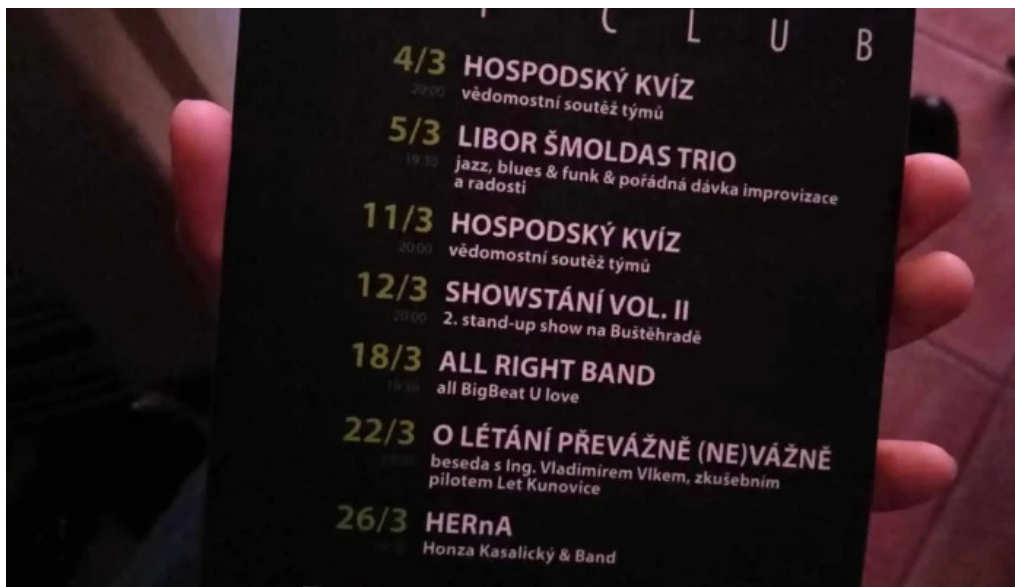 C L U B
4/3 HOSPODSKÝ KVÍZ
20:00 vědomostní soutěž týmů
5/3 LIBOR ŠMOLDAS TRIO
19:30 jazz, blues & funk & pořádná dávka improvizace
a radosti
11/3 HOSPODSKÝ KVÍZ
20:00 vědomostní soutěž týmů
12/3 SHOWSTÁNÍ VOL. II
20:00 2. stand-up show na Buštěhradě
18/3 ALL RIGHT BAND
all BigBeat U love
22/3 O LÉTÁNÍ PŘEVÁŽNĚ (NE)VÁŽNĚ
beseda s Ing. Vladimírem Vlkem, zkušebním
pilotem Let Kunovice
26/3 HERnA
Honza Kasalický & Band